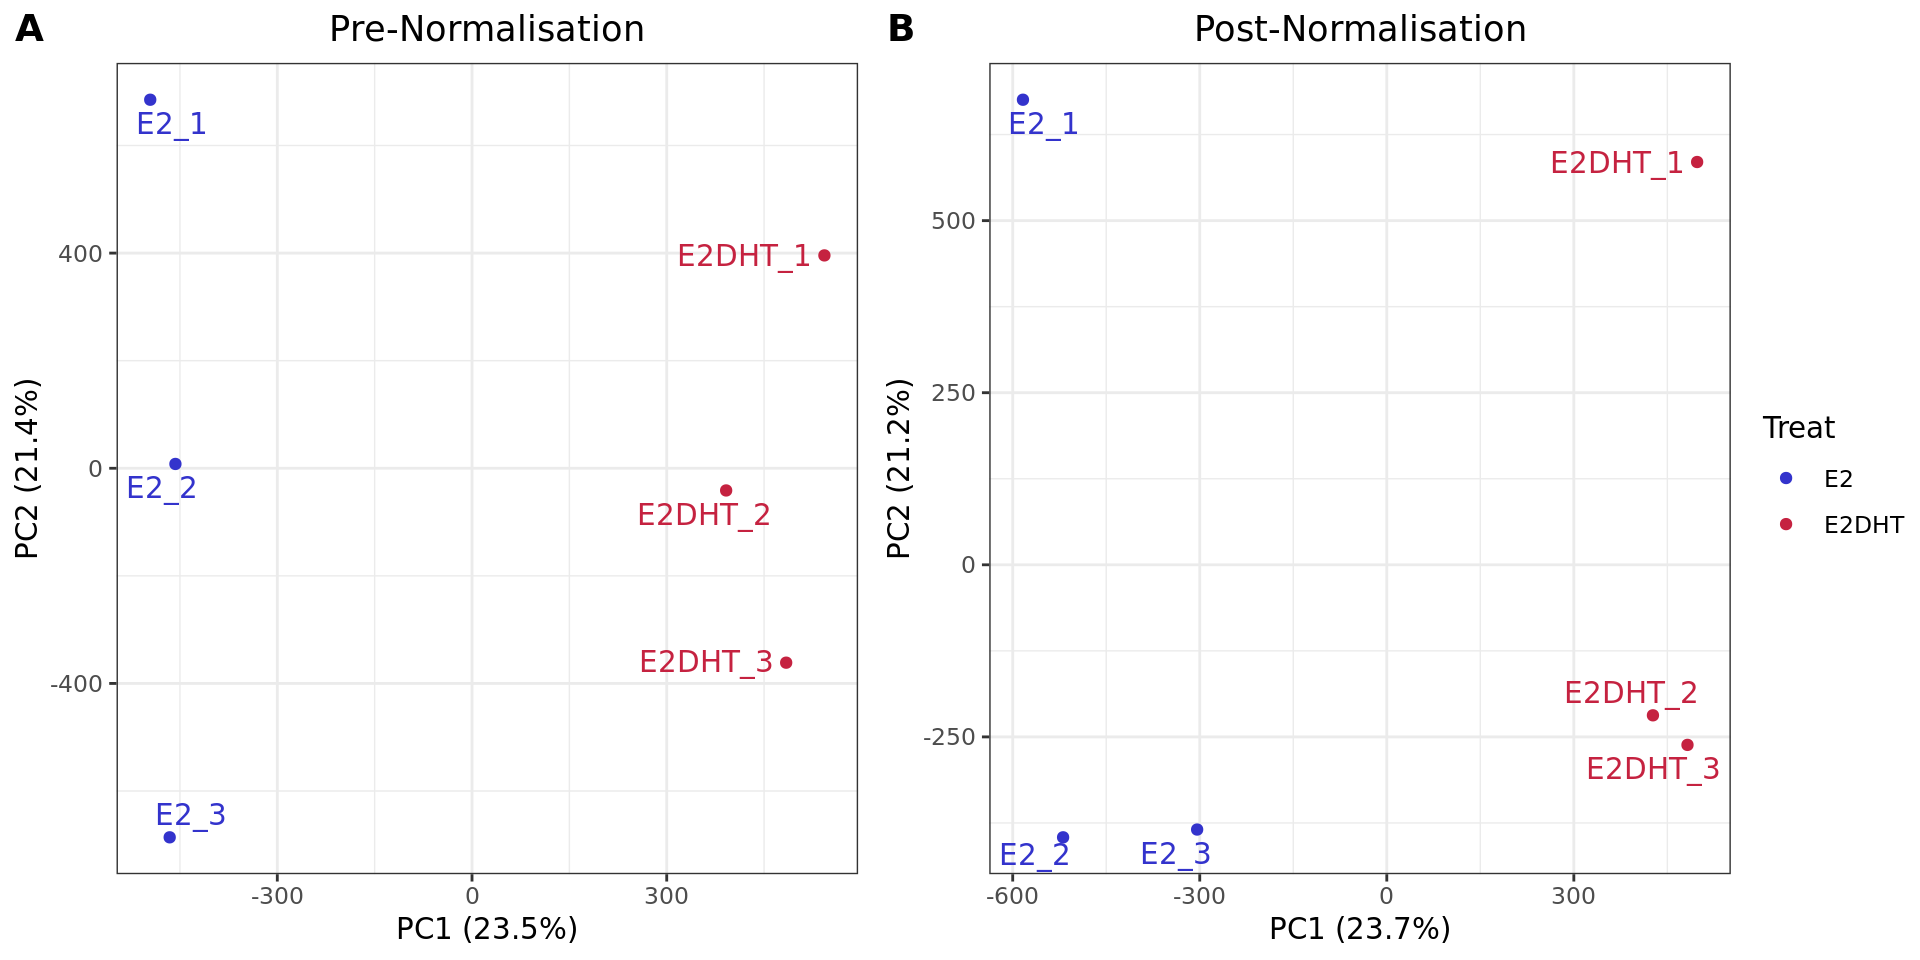 A
Pre-Normalisation
E2_1
400
E2DHT_1
PC2 (21.4%)
0
E2_2
E2DHT_2
E2DHT_3
-400
E2_3
-300
0
300
PC1 (23.5%)
B
Post-Normalisation
E2_1
E2DHT_1
500
250
PC2 (21.2%)
0
E2DHT_2
-250
E2DHT_3
E2_2
E2_3
-600
-300
0
300
PC1 (23.7%)
Treat
E2
E2DHT